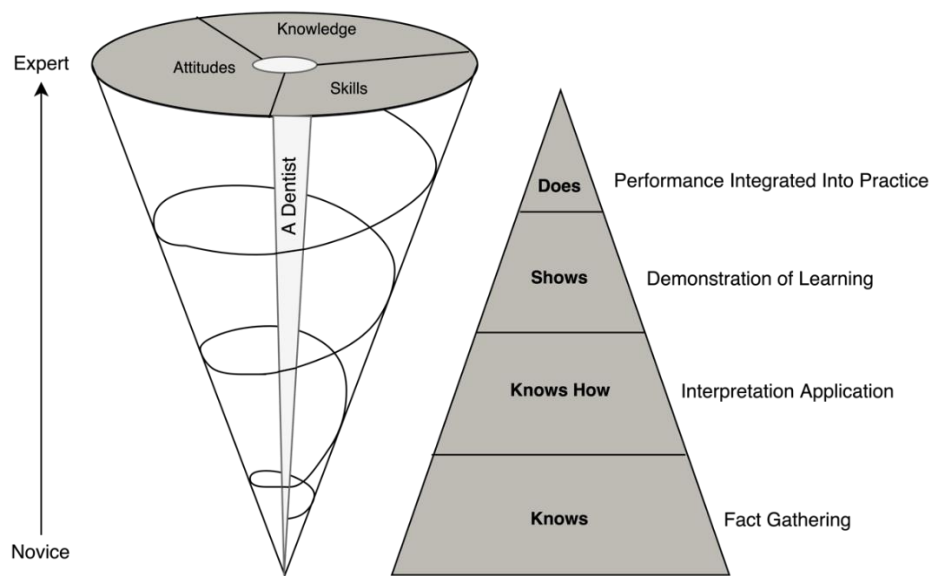 Knowledge
Expert
Attitudes
Skills
A Dentist
Does
Performance Integrated Into Practice
Shows
Demonstration of Learning
Knows How
Interpretation Application
Knows
Fact Gathering
Novice